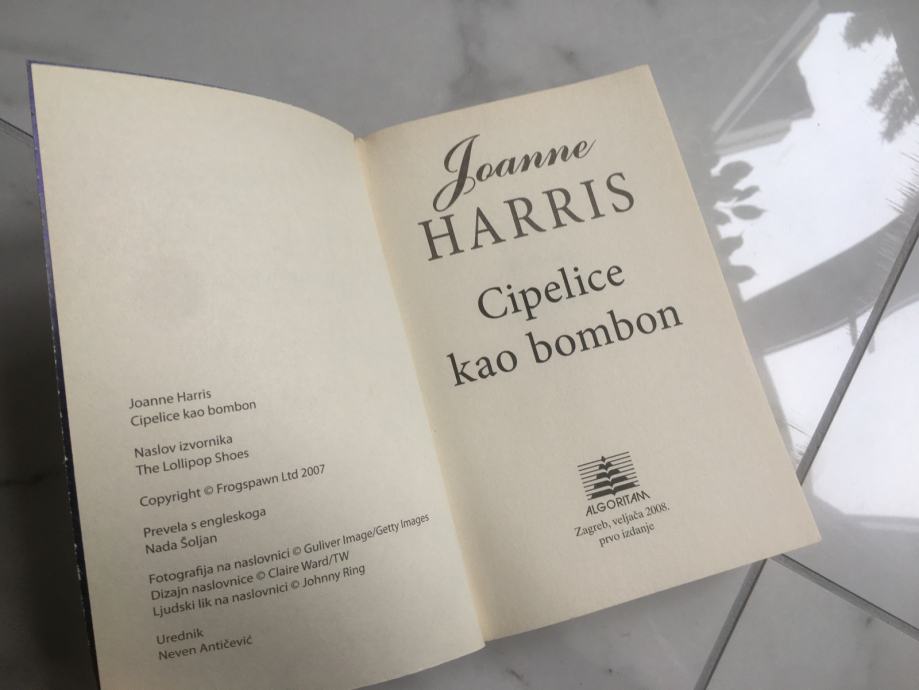 Joanne Harris
Cipelice kao bombon
Naslov izvornika
The Lollipop Shoes
Copyright © Frogspawn Ltd 2007
Prevela s engleskoga
Nada Šoljan
Fotografija na naslovnici © Guliver Image/Getty Images
Dizajn naslovnice © Claire Ward/TW
Ljudski lik na naslovnici © Johnny Ring
Urednik
Neven Antičević
Joanne
HARRIS
Cipelice
kao bombon
ALGORITAM
Zagreb, veljača 2008.
prvo izdanje